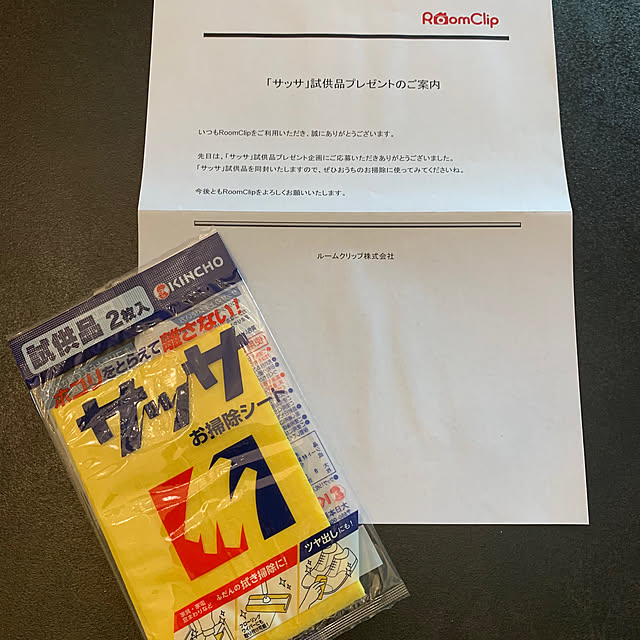 RoomClip
「サッサ」試供品プレゼントのご案内
いつもRoomClipをご利用いただき、誠にありがとうございます。
先日は、「サッサ」試供品プレゼント企画にご応募いただきありがとうございました。
「サッサ」試供品を同封いたしますので、ぜひおうちのお掃除に使ってみてくださいね。
今後ともRoomClipをよろしくお願いいたします。
ルームクリップ株式会社
KINCHO
試供品 2枚入
ホコリをとらえて離さない!
サッサ
お掃除シート
ふだんの拭き掃除に!
ツヤ出しにも!
家具・家電
窓まわりなど